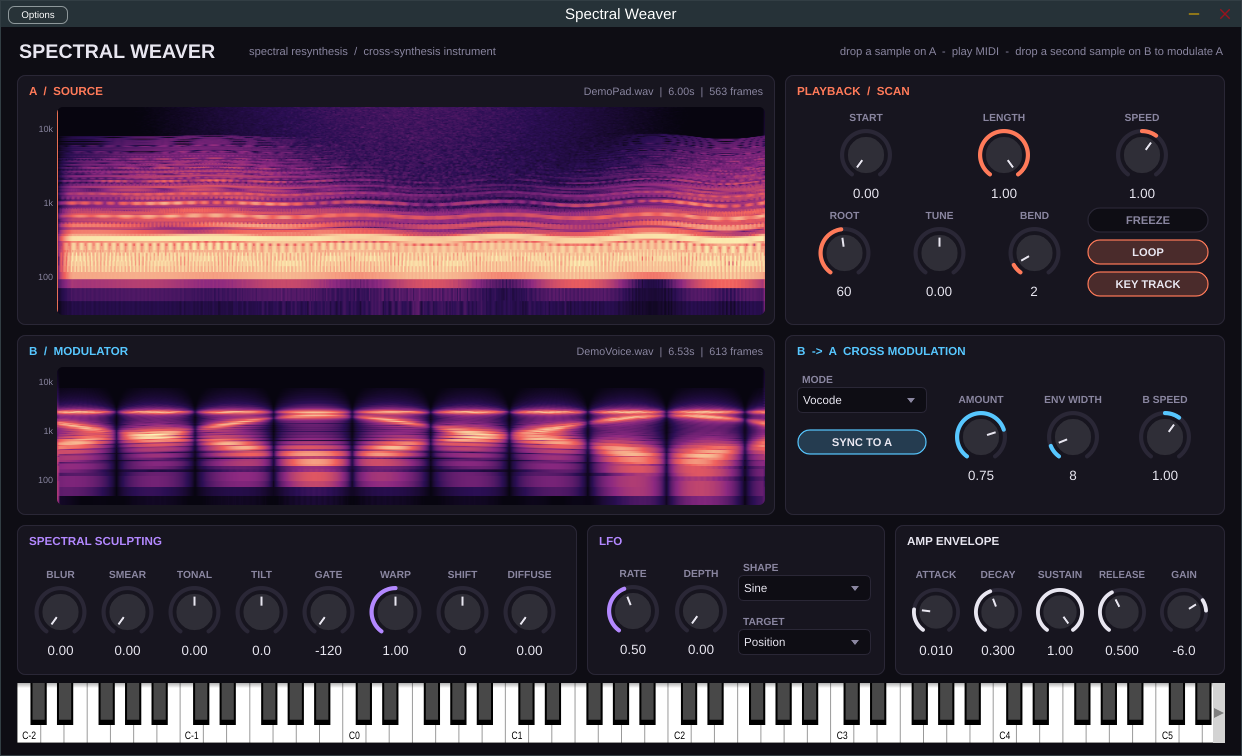 Options
Spectral Weaver
SPECTRAL WEAVER
spectral resynthesis / cross-synthesis instrument
drop a sample on A - play MIDI - drop a second sample on B to modulate A
A / SOURCE
DemoPad.wav | 6.00s | 563 frames
10k
1k
100
PLAYBACK / SCAN
START LENGTH SPEED
0.00 1.00 1.00
ROOT TUNE BEND
60 0.00 2
FREEZE
LOOP
KEY TRACK
B / MODULATOR
DemoVoice.wav | 6.53s | 613 frames
10k
1k
100
B -> A CROSS MODULATION
MODE
Vocode
SYNC TO A
AMOUNT ENV WIDTH B SPEED
0.75 8 1.00
SPECTRAL SCULPTING
BLUR SMEAR TONAL TILT GATE WARP SHIFT DIFFUSE
0.00 0.00 0.00 0.0 -120 1.00 0 0.00
LFO
RATE DEPTH
0.50 0.00
SHAPE
Sine
TARGET
Position
AMP ENVELOPE
ATTACK DECAY SUSTAIN RELEASE GAIN
0.010 0.300 1.00 0.500 -6.0
C-2 C-1 C0 C1 C2 C3 C4 C5